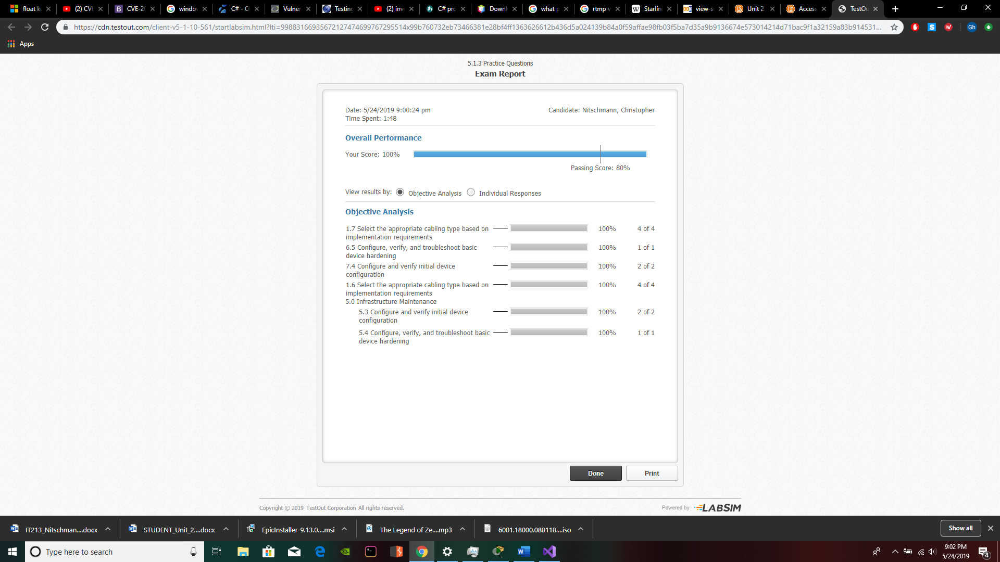 float k
(2) CVE
CVE-20
windo
C# - O
Vulner
Testing
(2) inv
C# pro
Downl
what p
rtmp v
Starlin
view-s
Unit 2
Access
TestOu
https://cdn.testout.com/client-v5-1-10-561/startlabsim.html?lti=
Gh
Apps
5.1.3 Practice Questions
Exam Report
Date: 5/24/2019 9:00:24 pm
Candidate: Nitschmann, Christopher
Time Spent: 1:48
Overall Performance
Your Score: 100%
Passing Score: 80%
View results by: Objective Analysis Individual Responses
Objective Analysis
1.7 Select the appropriate cabling type based on 100% 4 of 4
implementation requirements
6.5 Configure, verify, and troubleshoot basic 100% 1 of 1
device hardening
7.4 Configure and verify initial device 100% 2 of 2
configuration
1.6 Select the appropriate cabling type based on 100% 4 of 4
implementation requirements
5.0 Infrastructure Maintenance
5.3 Configure and verify initial device 100% 2 of 2
configuration
5.4 Configure, verify, and troubleshoot basic 100% 1 of 1
device hardening
Done
Print
Copyright © 2019 TestOut Corporation All rights reserved.
Powered by LABSIM
IT213_Nitschman....docx
STUDENT_Unit_2....docx
EpicInstaller-9.13.0....msi
The Legend of Ze....mp3
6001.18000.080118....iso
Show all
Type here to search
9:02 PM
5/24/2019
4